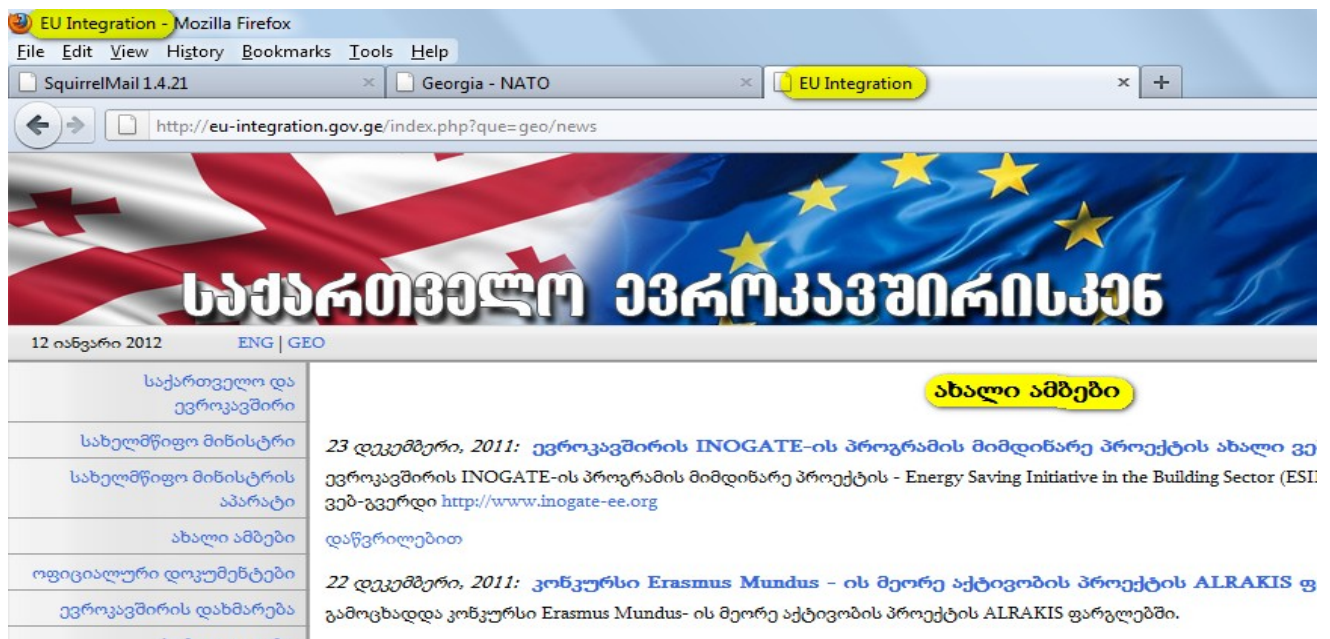 EU Integration - Mozilla Firefox
File Edit View History Bookmarks Tools Help
SquirrelMail 1.4.21 × Georgia - NATO × EU Integration × +
http://eu-integration.gov.ge/index.php?que=geo/news
საქართველო ევროკავშირისკენ
12 იანვარი 2012 ENG | GEO
საქართველო და
ევროკავშირი
სახელმწიფო მინისტრი
სახელმწიფო მინისტრის
აპარატი
ახალი ამბები
ოფიციალური დოკუმენტები
ევროკავშირის დახმარება
ახალი ამბები
23 დეკემბერი, 2011: ევროკავშირის INOGATE-ის პროგრამის მიმდინარე პროექტის ახალი
ევროკავშირის INOGATE-ის პროგრამის მიმდინარე პროექტის - Energy Saving Initiative in the Building Sector
ვებ-გვერდი http://www.inogate-ee.org
დაწვრილებით
22 დეკემბერი, 2011: კონკურსი Erasmus Mundus - ის მეორე აქტივობის პროექტის ALRAKIS
გამოცხადდა კონკურსი Erasmus Mundus- ის მეორე აქტივობის პროექტის ALRAKIS ფარგლებში.